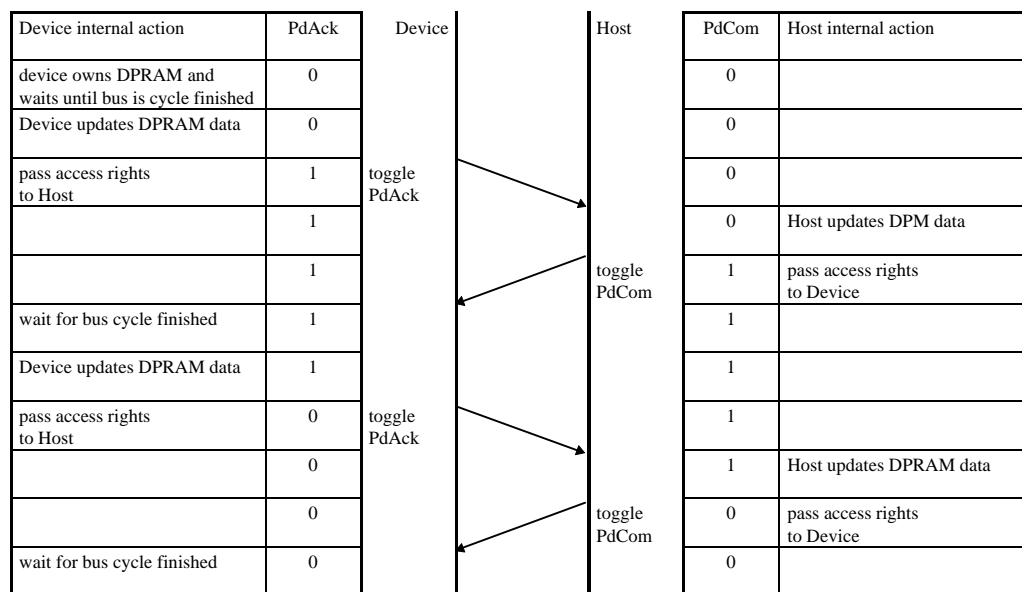 Device internal action PdAck Device Host PdCom Host internal action
device owns DPRAM and 0 0
waits until bus is cycle finished
Device updates DPRAM data 0 0
pass access rights 1 toggle 0
to Host PdAck
1 0 Host updates DPM data
1 toggle 1 pass access rights
PdCom to Device
wait for bus cycle finished 1 1
Device updates DPRAM data 1 1
pass access rights 0 toggle 1
to Host PdAck
0 1 Host updates DPRAM data
0 toggle 0 pass access rights
PdCom to Device
wait for bus cycle finished 0 0